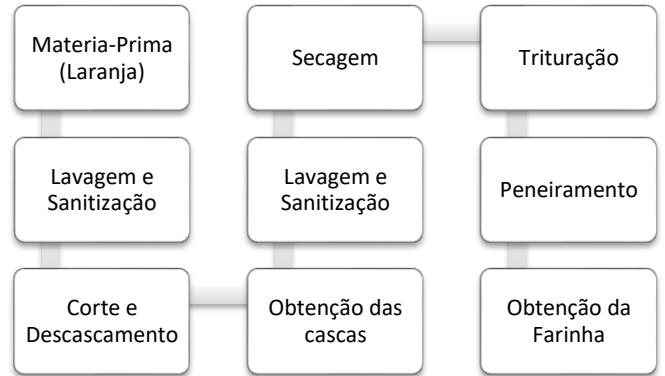 Materia-Prima
(Laranja)
Lavagem e
Sanitização
Corte e
Descascamento
Obtenção das
cascas
Lavagem e
Sanitização
Secagem
Trituração
Peneiramento
Obtenção da
Farinha